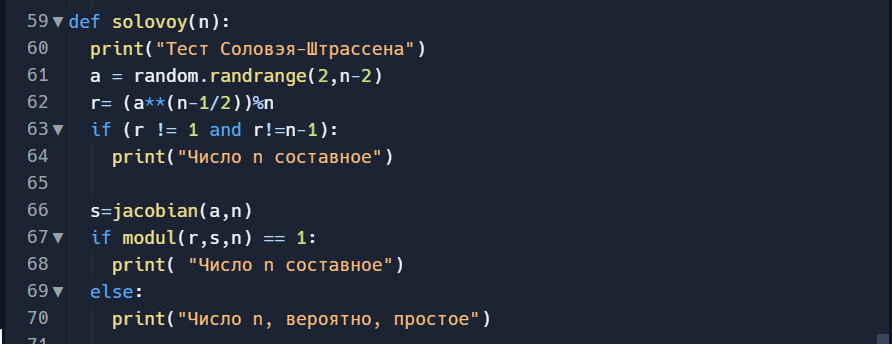 59 def solovoy(n):
60 print("Тест Соловэя-Штрассена")
61 a = random.randrange(2,n-2)
62 r= (a**(n-1/2))%n
63 if (r != 1 and r!=n-1):
64 print("Число n составное")
65
66 s=jacobian(a,n)
67 if modul(r,s,n) == 1:
68 print( "Число n составное")
69 else:
70 print("Число n, вероятно, простое")